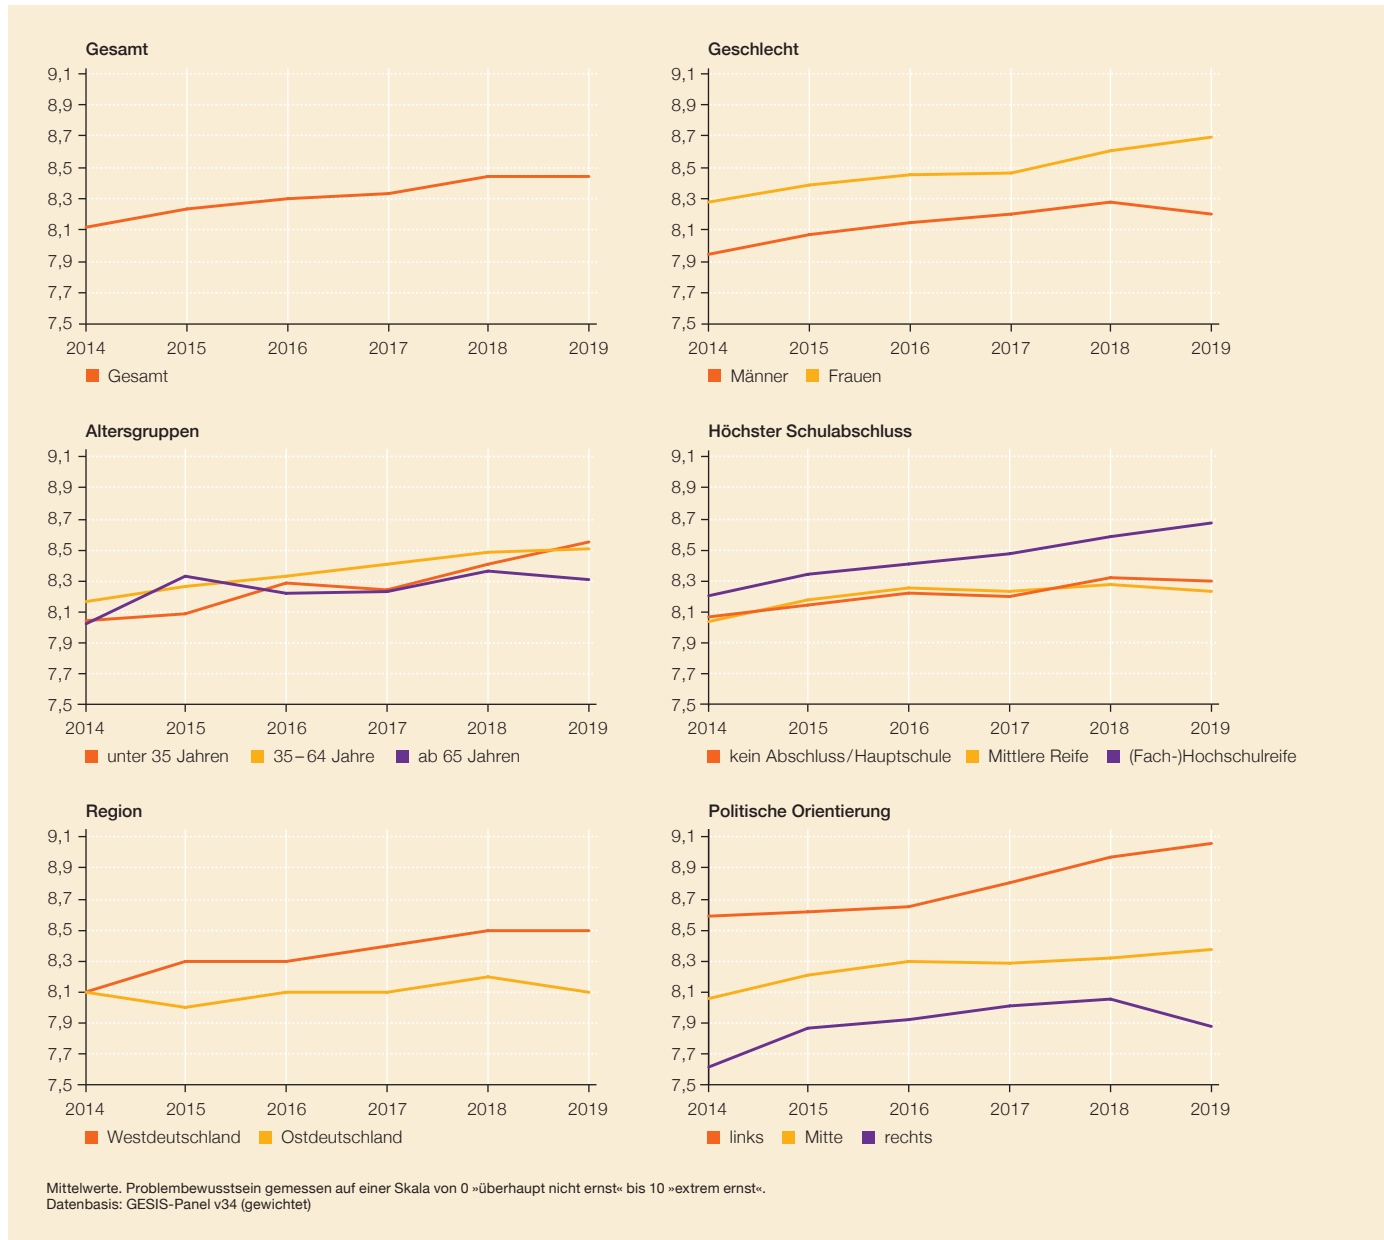 Gesamt
9,1
8,9
8,7
8,5
8,3
8,1
7,9
7,7
7,5
2014 2015 2016 2017 2018 2019
Gesamt
Geschlecht
9,1
8,9
8,7
8,5
8,3
8,1
7,9
7,7
7,5
2014 2015 2016 2017 2018 2019
Männer Frauen
Altersgruppen
9,1
8,9
8,7
8,5
8,3
8,1
7,9
7,7
7,5
2014 2015 2016 2017 2018 2019
unter 35 Jahren 35–64 Jahre ab 65 Jahren
Höchster Schulabschluss
9,1
8,9
8,7
8,5
8,3
8,1
7,9
7,7
7,5
2014 2015 2016 2017 2018 2019
kein Abschluss/Hauptschule Mittlere Reife (Fach-)Hochschulreife
Region
9,1
8,9
8,7
8,5
8,3
8,1
7,9
7,7
7,5
2014 2015 2016 2017 2018 2019
Westdeutschland Ostdeutschland
Politische Orientierung
9,1
8,9
8,7
8,5
8,3
8,1
7,9
7,7
7,5
2014 2015 2016 2017 2018 2019
links Mitte rechts
Mittelwerte. Problembewusstsein gemessen auf einer Skala von 0 »überhaupt nicht ernst« bis 10 »extrem ernst«.
Datenbasis: GESIS-Panel v34 (gewichtet)